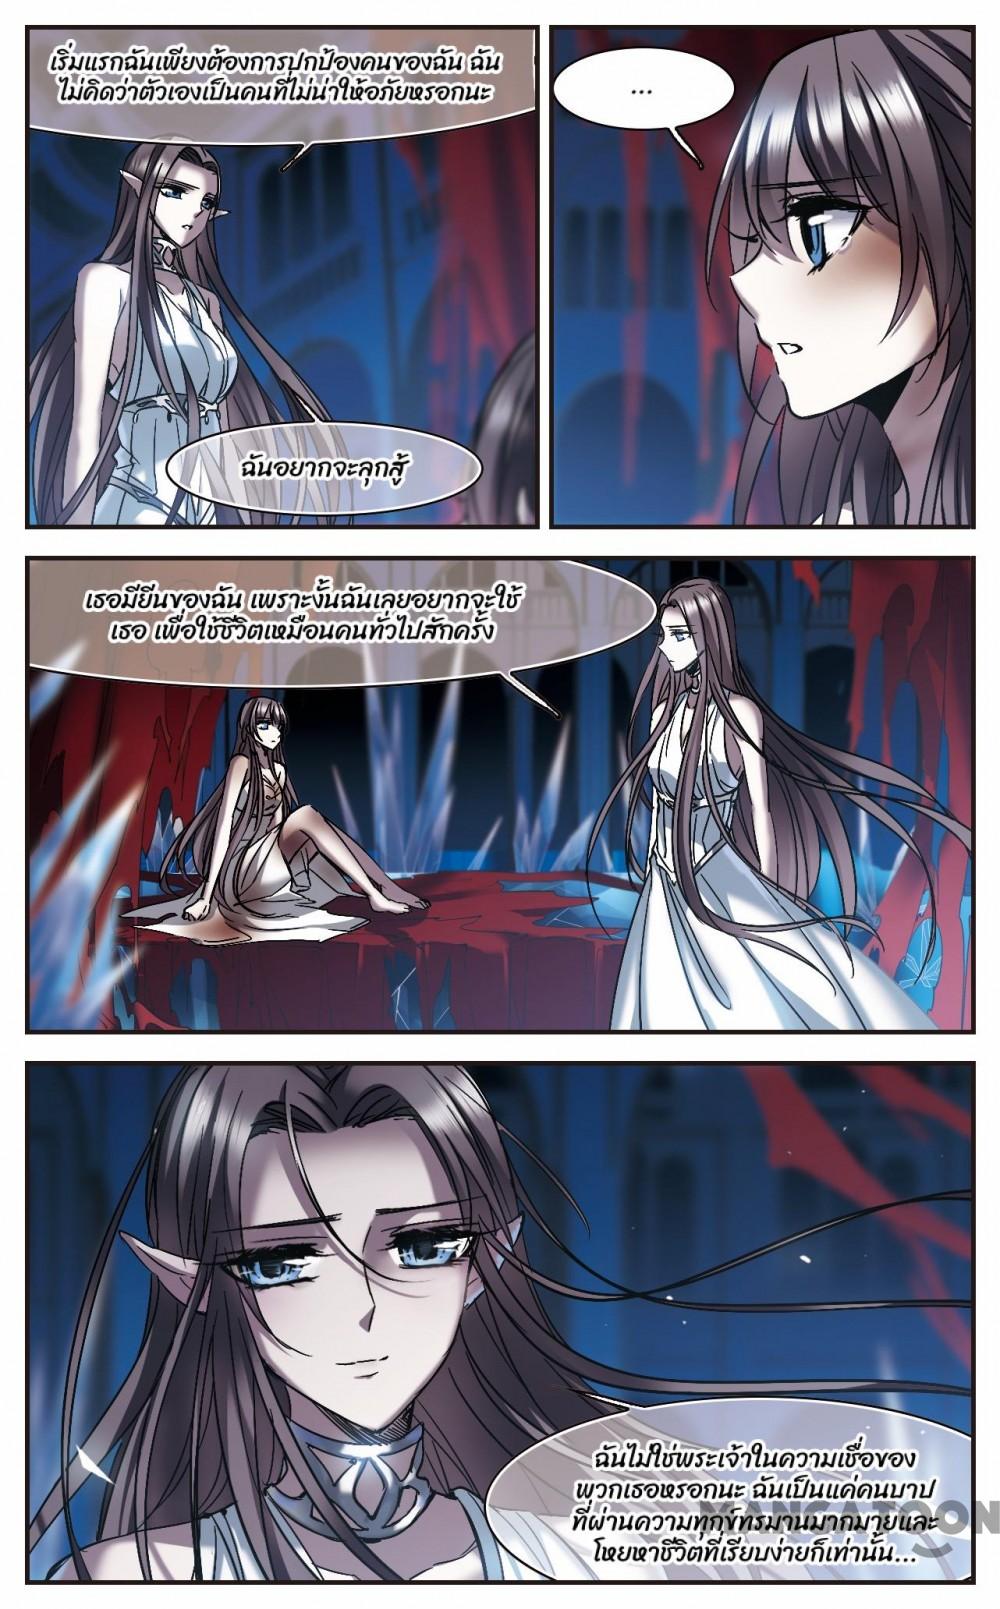 เริ่มแรกฉันเพียงต้องการปกป้องคนของฉัน ฉัน
ไม่คิดว่าตัวเองเป็นคนที่ไม่น่าให้อภัยหรอกนะ
...
ฉันอยากจะลุกสู้
เธอมียีนของฉัน เพราะงั้นฉันเลยอยากจะใช้
เธอ เพื่อใช้ชีวิตเหมือนคนทั่วไปสักครั้ง
ฉันไม่ใช่พระเจ้าในความเชื่อของ
พวกเธอหรอกนะ ฉันเป็นแค่คนบาป
ที่ผ่านความทุกข์ทรมานมากมายและ
โหยหาชีวิตที่เรียบง่ายก็เท่านั้น...
MANGATOON